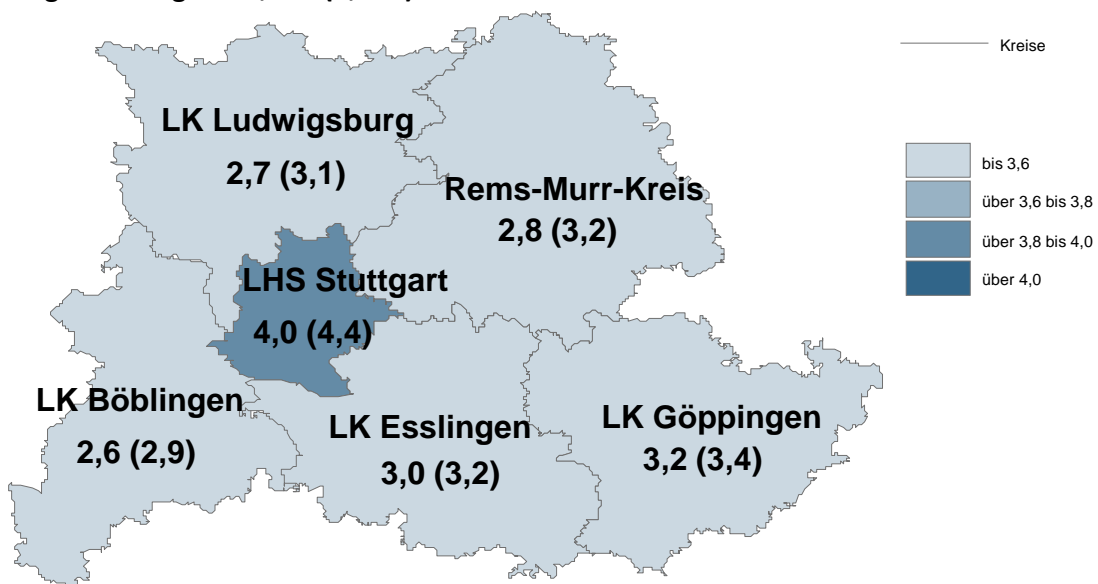 Kreise
LK Ludwigsburg
2,7 (3,1)
bis 3,6
Rems-Murr-Kreis
über 3,6 bis 3,8
2,8 (3,2)
über 3,8 bis 4,0
LHS Stuttgart
über 4,0
4,0 (4,4)
LK Böblingen
2,6 (2,9)
LK Esslingen
3,0 (3,2)
LK Göppingen
3,2 (3,4)